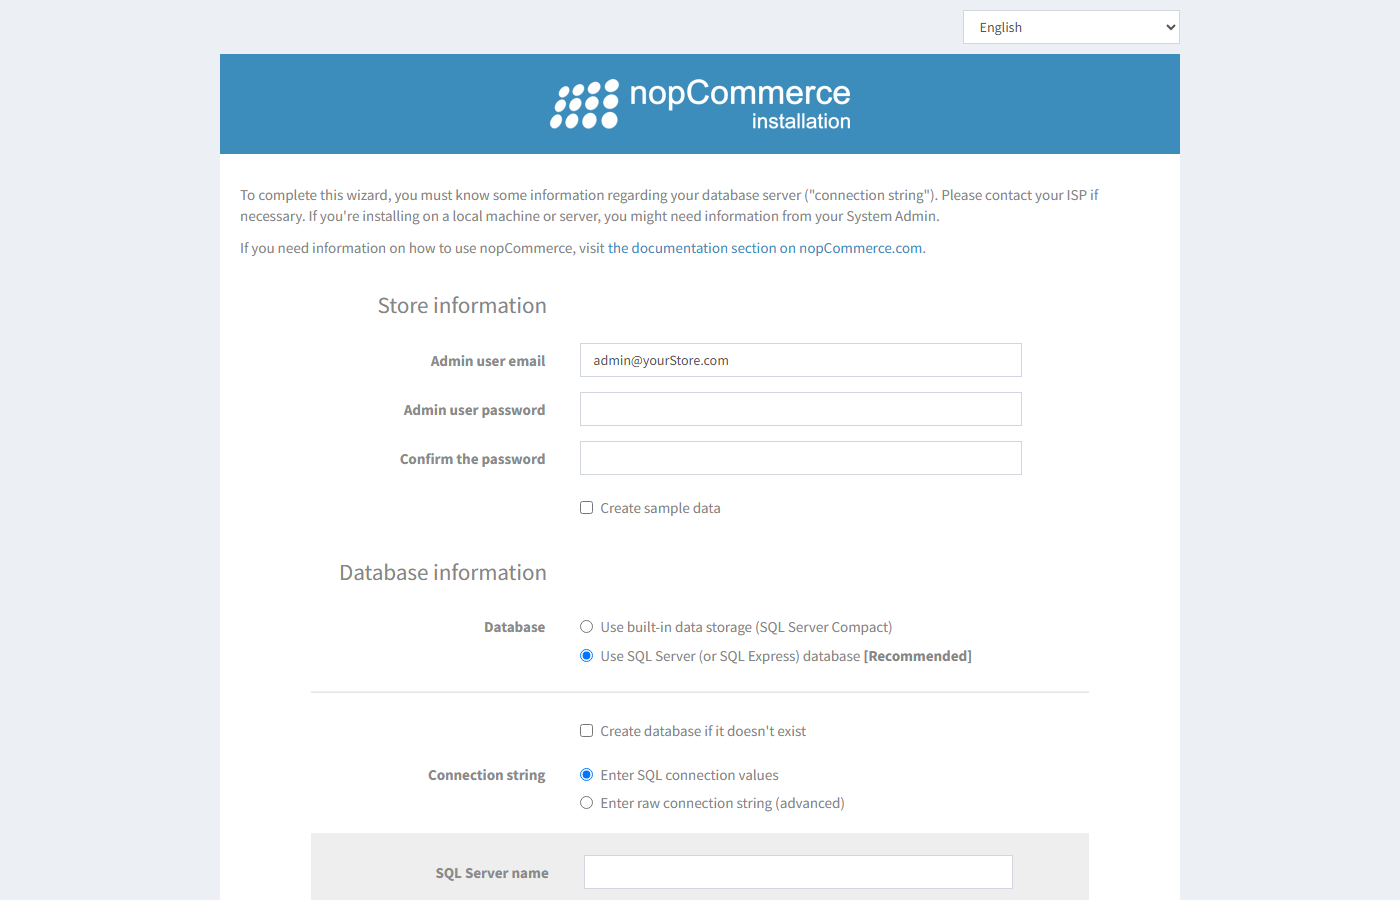 English
nopCommerce
installation
To complete this wizard, you must know some information regarding your database server ("connection string"). Please contact your ISP if
necessary. If you're installing on a local machine or server, you might need information from your System Admin.
If you need information on how to use nopCommerce, visit the documentation section on nopCommerce.com.
Store information
Admin user email
admin@yourStore.com
Admin user password
Confirm the password
Create sample data
Database information
Database
Use built-in data storage (SQL Server Compact)
Use SQL Server (or SQL Express) database [Recommended]
Create database if it doesn't exist
Connection string
Enter SQL connection values
Enter raw connection string (advanced)
SQL Server name